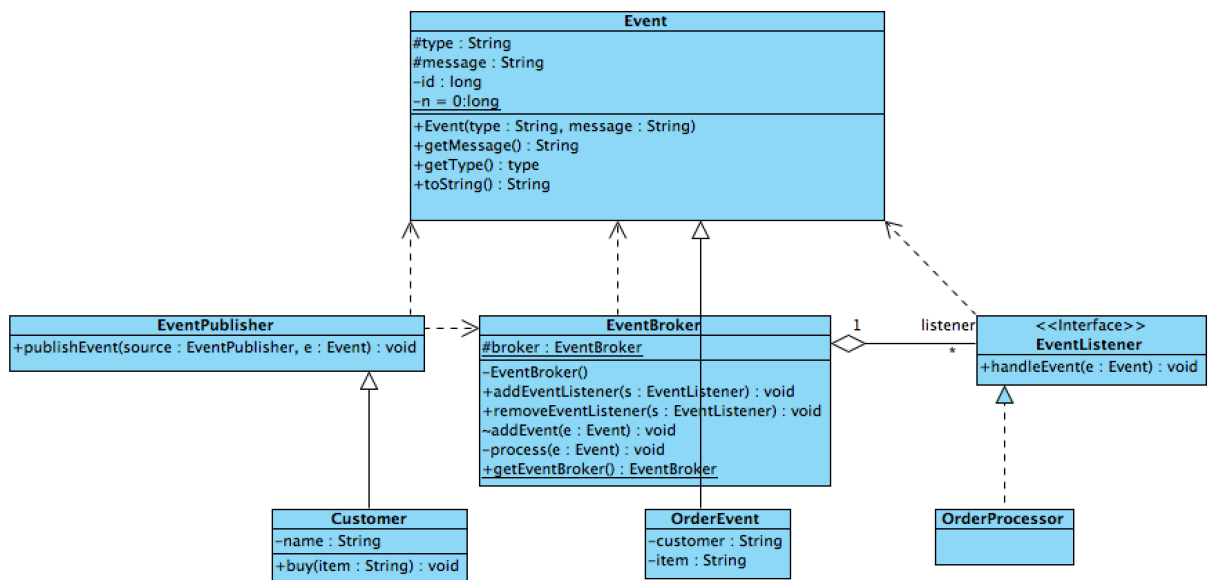 Event
#type : String
#message : String
-id : long
-n = 0:long
+Event(type : String, message : String)
+getMessage() : String
+getType() : type
+toString() : String
EventPublisher
+publishEvent(source : EventPublisher, e : Event) : void
EventBroker
#broker : EventBroker
-EventBroker()
+addEventListener(s : EventListener) : void
+removeEventListener(s : EventListener) : void
~addEvent(e : Event) : void
-process(e : Event) : void
+getEventBroker() : EventBroker
1
listener
*
<<Interface>>
EventListener
+handleEvent(e : Event) : void
Customer
-name : String
+buy(item : String) : void
OrderEvent
-customer : String
-item : String
OrderProcessor